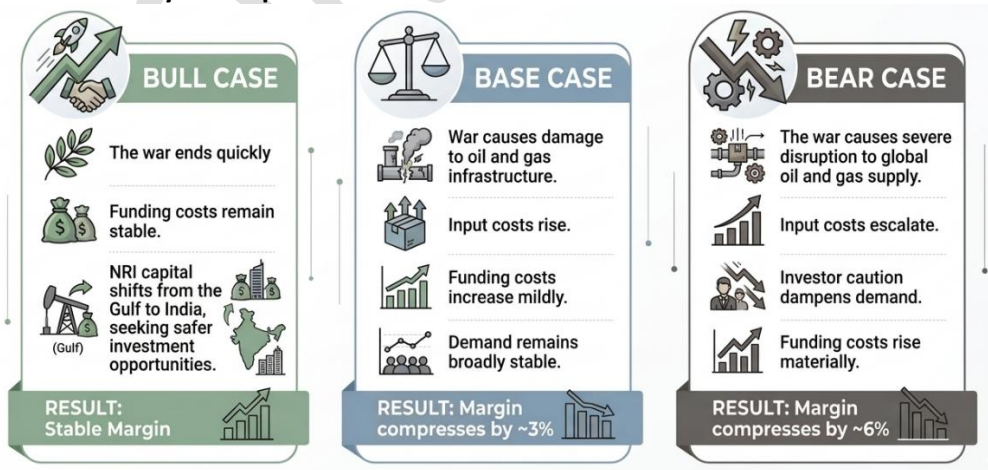 BULL CASE
The war ends quickly
Funding costs remain
stable.
NRI capital
shifts from the
Gulf to India,
seeking safer
investment
opportunities.
(Gulf)
RESULT:
Stable Margin
BASE CASE
War causes damage
to oil and gas
infrastructure.
Input costs rise.
Funding costs
increase mildly.
Demand remains
broadly stable.
RESULT: Margin
compresses by ~3%
BEAR CASE
The war causes severe
disruption to global
oil and gas supply.
Input costs escalate.
Investor caution
dampens demand.
Funding costs rise
materially.
RESULT: Margin
compresses by ~6%